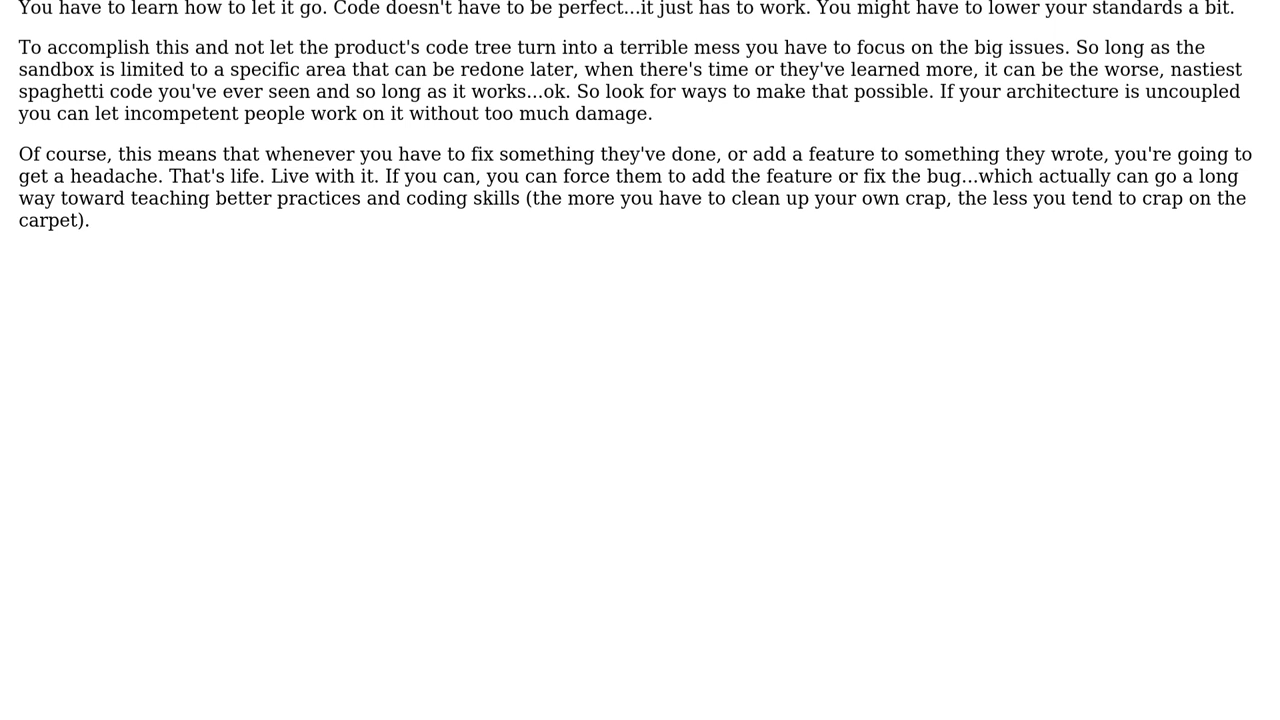 You have to learn how to let it go. Code doesn't have to be perfect...it just has to work. You might have to lower your standards a bit.
To accomplish this and not let the product's code tree turn into a terrible mess you have to focus on the big issues. So long as the
sandbox is limited to a specific area that can be redone later, when there's time or they've learned more, it can be the worse, nastiest
spaghetti code you've ever seen and so long as it works...ok. So look for ways to make that possible. If your architecture is uncoupled
you can let incompetent people work on it without too much damage.
Of course, this means that whenever you have to fix something they've done, or add a feature to something they wrote, you're going to
get a headache. That's life. Live with it. If you can, you can force them to add the feature or fix the bug...which actually can go a long
way toward teaching better practices and coding skills (the more you have to clean up your own crap, the less you tend to crap on the
carpet).